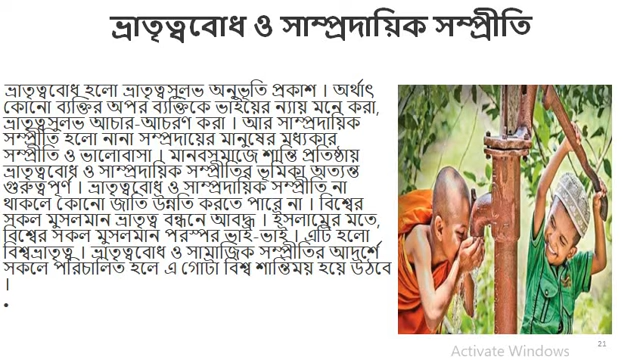 ভ্রাতৃত্ববোধ ও সাম্প্রদায়িক সম্প্রীতি
ভ্রাতৃত্ববোধ হলো ভ্রাতৃত্বসুলভ অনুভূতি প্রকাশ । অর্থাৎ
কোনো ব্যক্তির অপর ব্যক্তিকে ভাইয়ের ন্যায় মনে করা,
ভ্রাতৃত্বসুলভ আচার-আচরণ করা । আর সাম্প্রদায়িক
সম্প্রীতি হলো নানা সম্প্রদায়ের মানুষের মধ্যকার
সম্প্রীতি ও ভালোবাসা । মানবসমাজে শান্তি প্রতিষ্ঠায়
ভ্রাতৃত্ববোধ ও সাম্প্রদায়িক সম্প্রীতির ভূমিকা অত্যন্ত
গুরুত্বপূর্ণ । ভ্রাতৃত্ববোধ ও সাম্প্রদায়িক সম্প্রীতি না
থাকলে কোনো জাতি উন্নতি করতে পারে না । বিশ্বের
সকল মুসলমান ভ্রাতৃত্ব বন্ধনে আবদ্ধ । ইসলামের মতে,
বিশ্বের সকল মুসলমান পরস্পর ভাই-ভাই । এটি হলো
বিশ্বভ্রাতৃত্ব । ভ্রাতৃত্ববোধ ও সামাজিক সম্প্রীতির আদর্শে
সকলে পরিচালিত হলে এ গোটা বিশ্ব শান্তিময় হয়ে উঠবে
।
•
21
Activate Windows